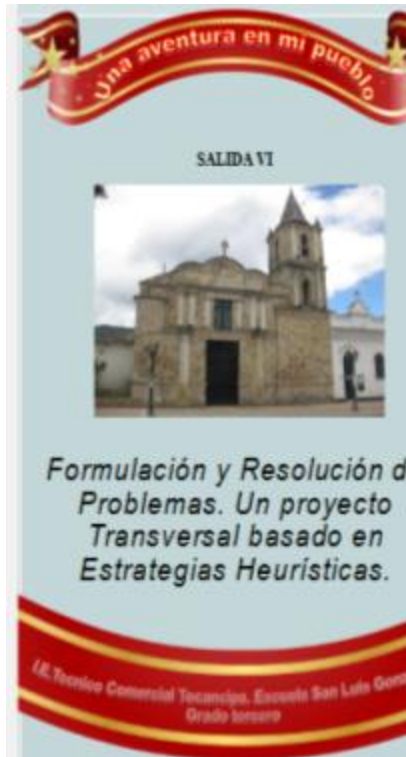 Una aventura en mi pueblo
SALIDA VI
Formulación y Resolución d
Problemas. Un proyecto
Transversal basado en
Estrategias Heurísticas.
I.E. Tecnico Comercial Tocancipa. Escuela San Luis Gonz
Grado tercero